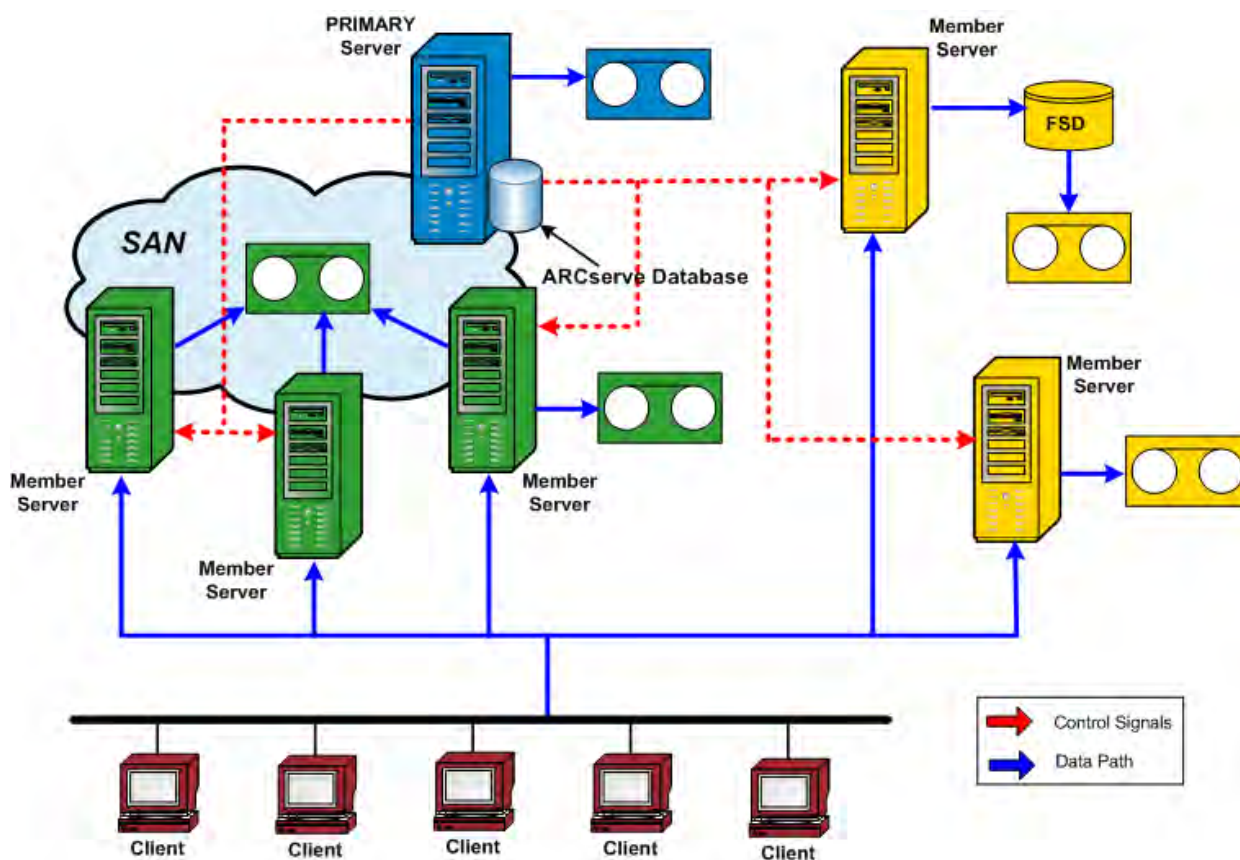 PRIMARY
Server
Member
Server
FSD
SAN
ARCserve Database
Member
Server
Member
Server
Member
Server
Member
Server
Control Signals
Data Path
Client
Client
Client
Client
Client